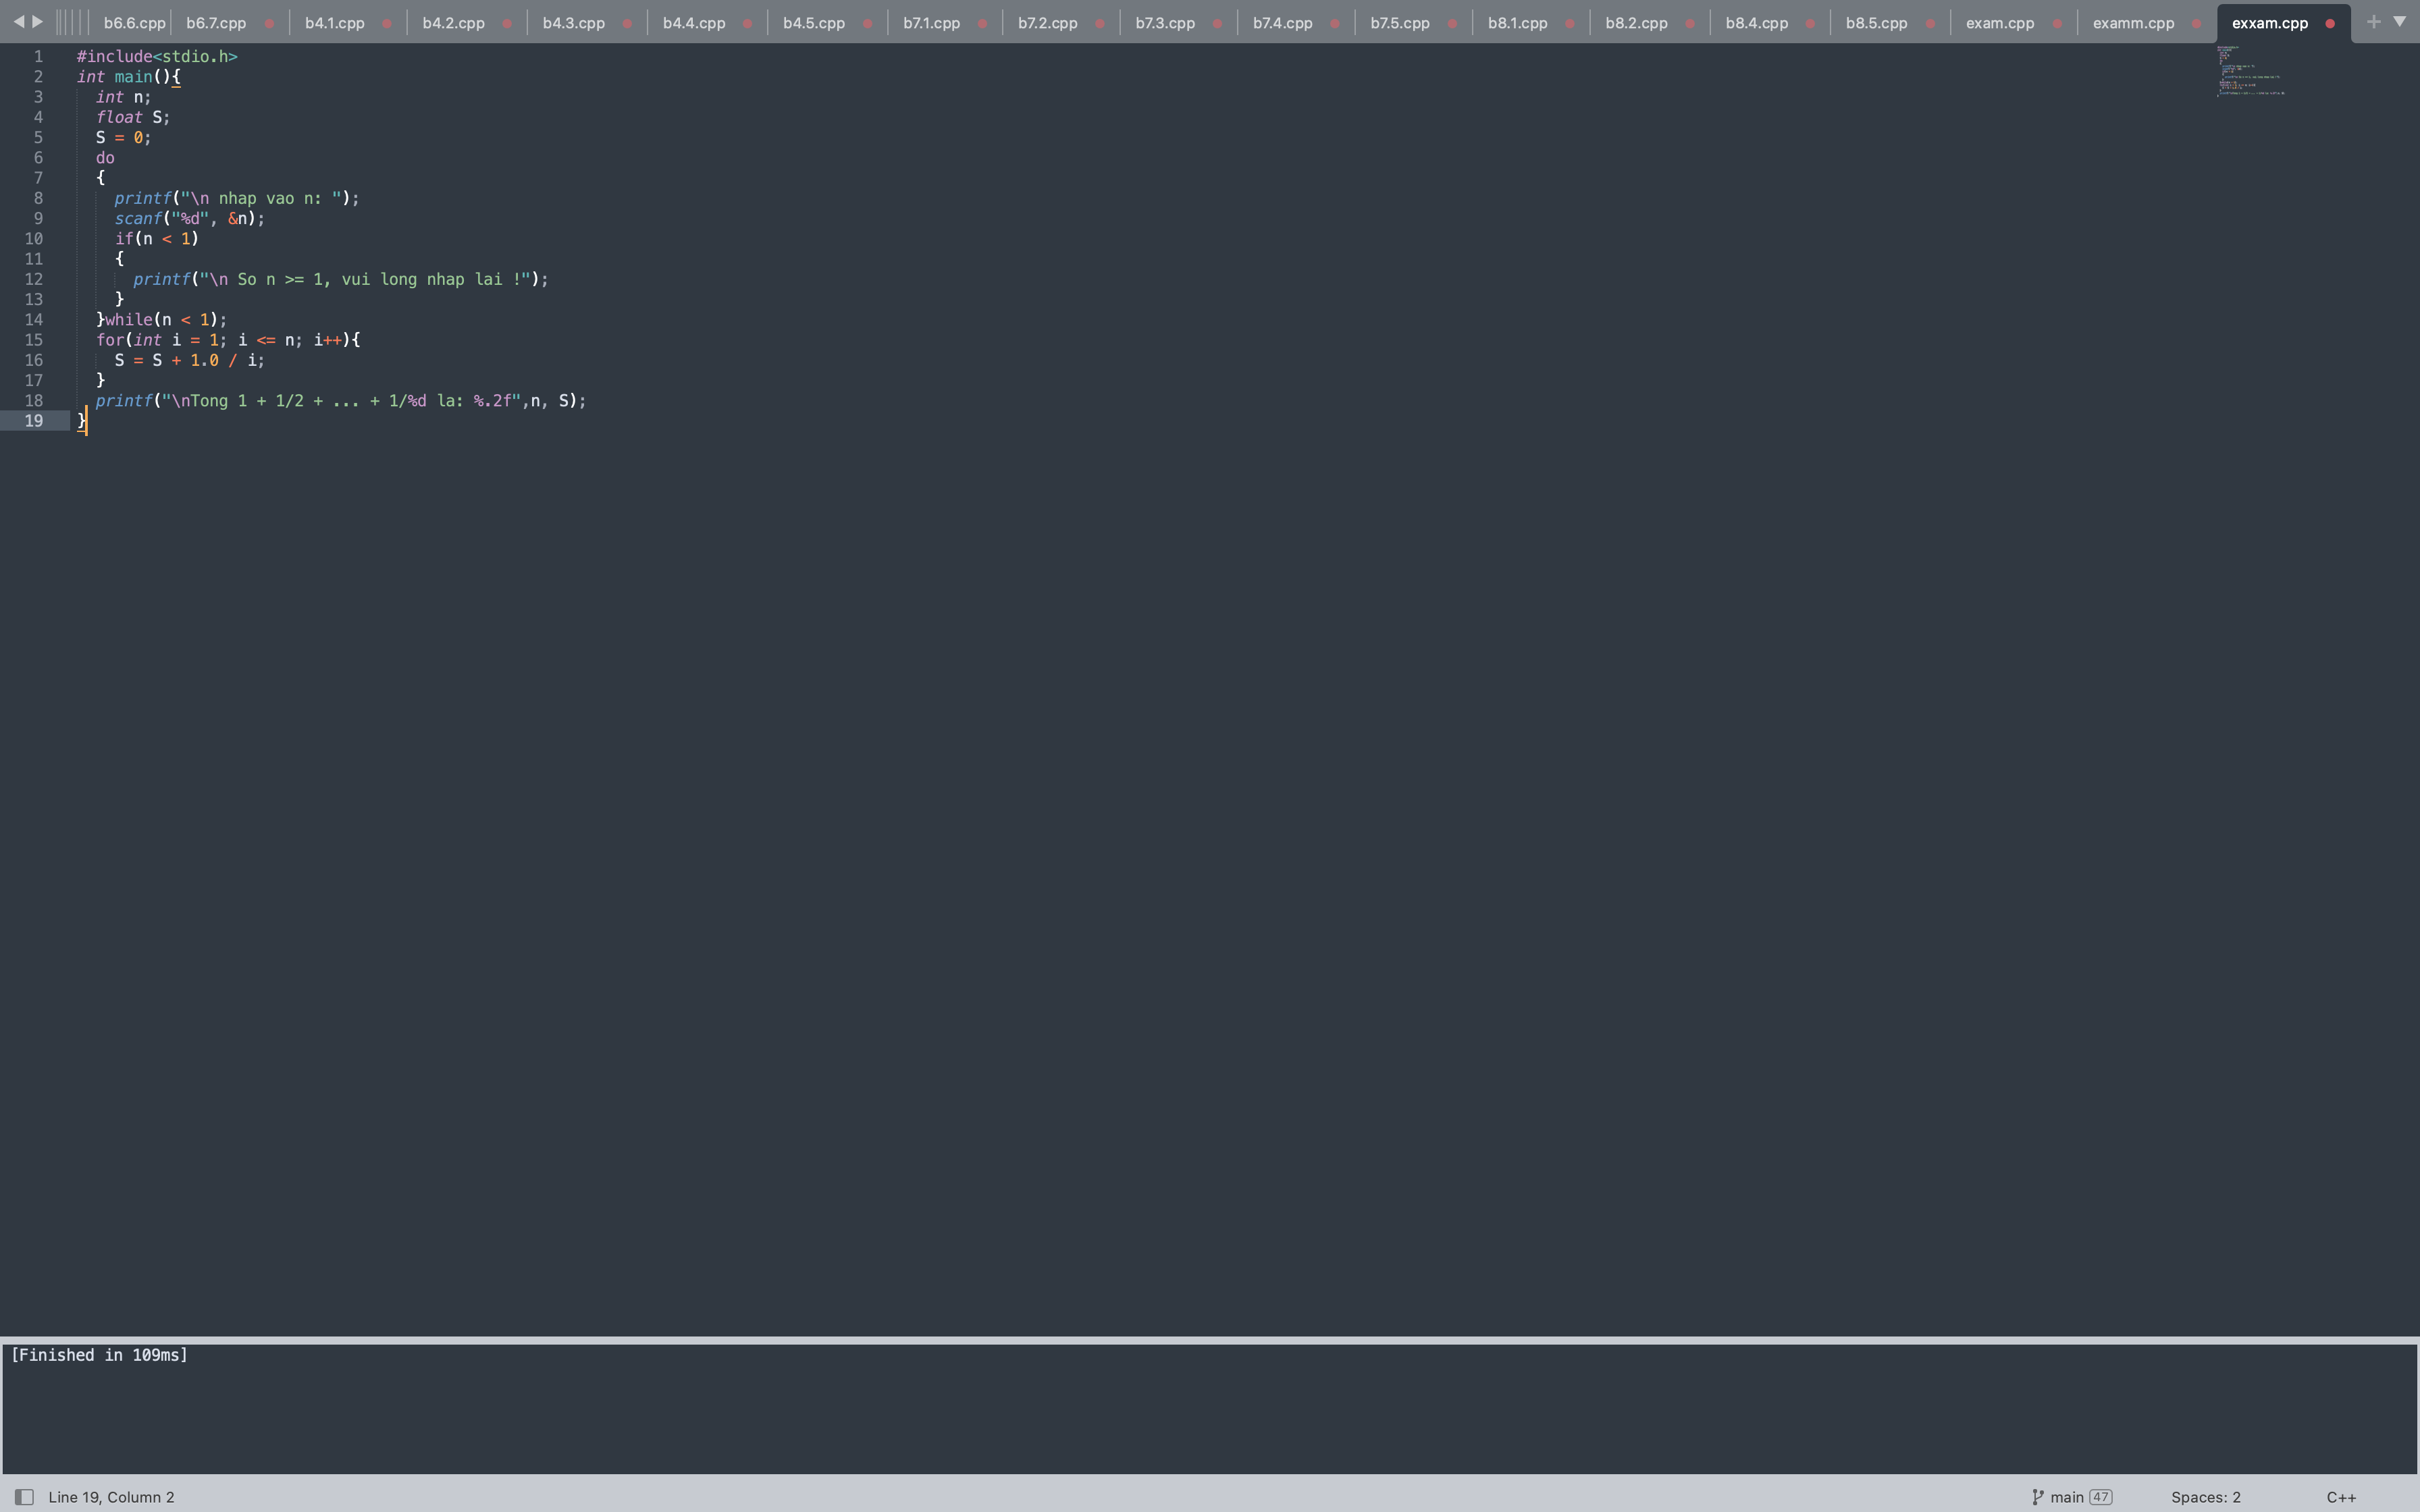 b6.6.cpp b6.7.cpp b4.1.cpp b4.2.cpp b4.3.cpp b4.4.cpp b4.5.cpp b7.1.cpp b7.2.cpp b7.3.cpp b7.4.cpp b7.5.cpp b8.1.cpp b8.2.cpp b8.4.cpp b8.5.cpp exam.cpp examm.cpp exxam.cpp
1 #include<stdio.h>
2 int main(){
3 int n;
4 float S;
5 S = 0;
6 do
7 {
8 printf("\n nhap vao n: ");
9 scanf("%d", &n);
10 if(n < 1)
11 {
12 printf("\n So n >= 1, vui long nhap lai !");
13 }
14 }while(n < 1);
15 for(int i = 1; i <= n; i++){
16 S = S + 1.0 / i;
17 }
18 printf("\nTong 1 + 1/2 + ... + 1/%d la: %.2f",n, S);
19 }
[Finished in 109ms]
Line 19, Column 2 main 47 Spaces: 2 C++